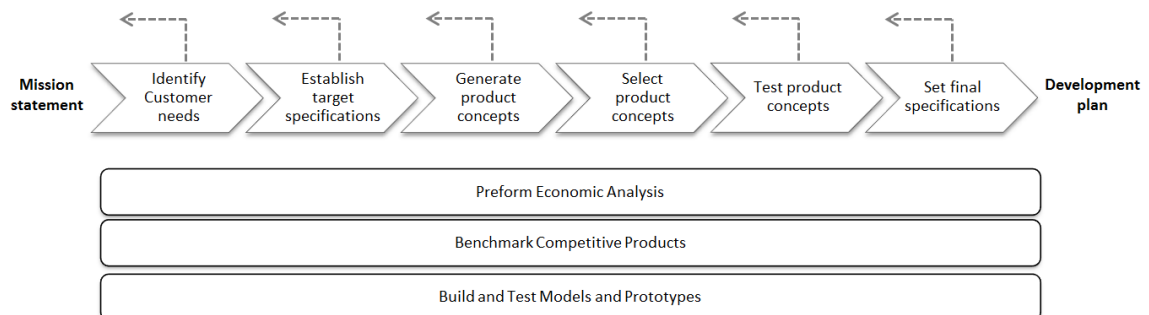 Mission
statement
Identify
Customer
needs
Establish
target
specifications
Generate
product
concepts
Select
product
concepts
Test product
concepts
Set final
specifications
Development
plan
Preform Economic Analysis
Benchmark Competitive Products
Build and Test Models and Prototypes